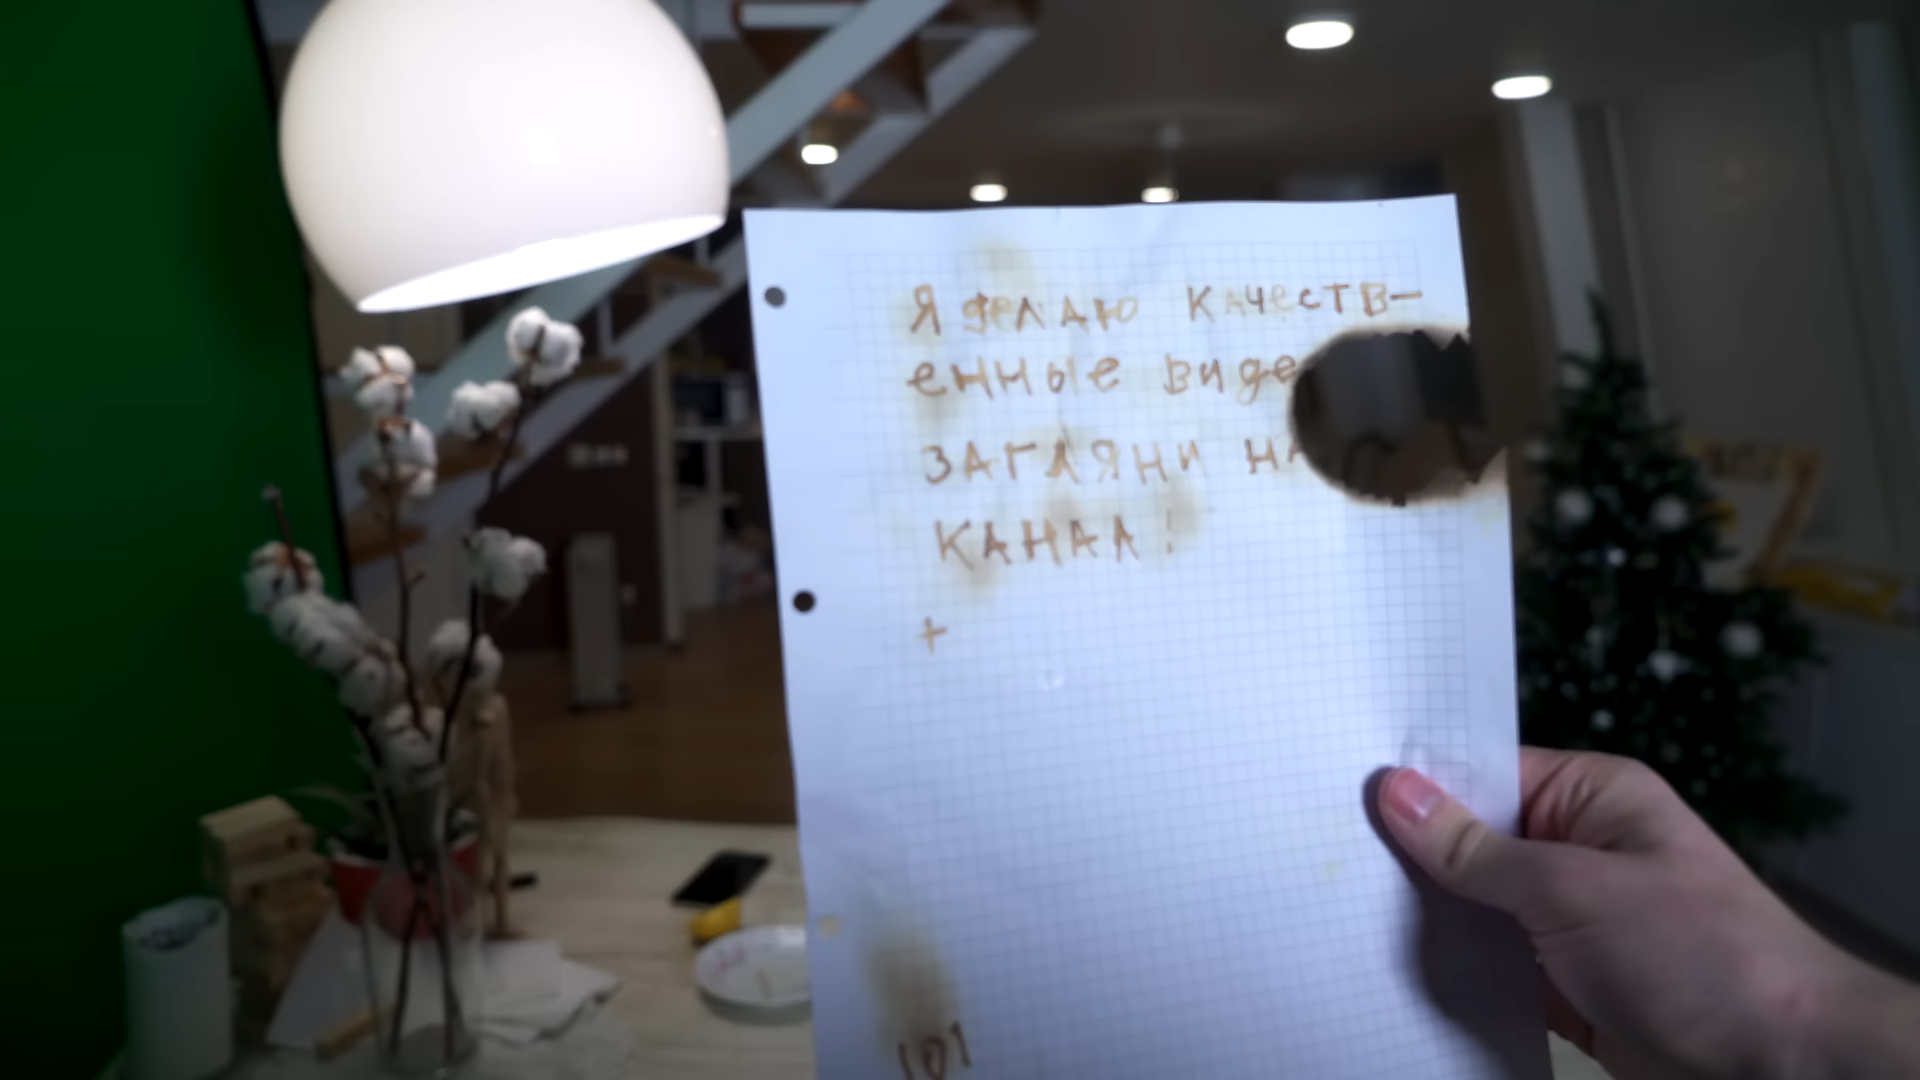 Я делаю качеств-
енные виде
ЗАГЛЯНИ НА
КАНАЛ!
+
101